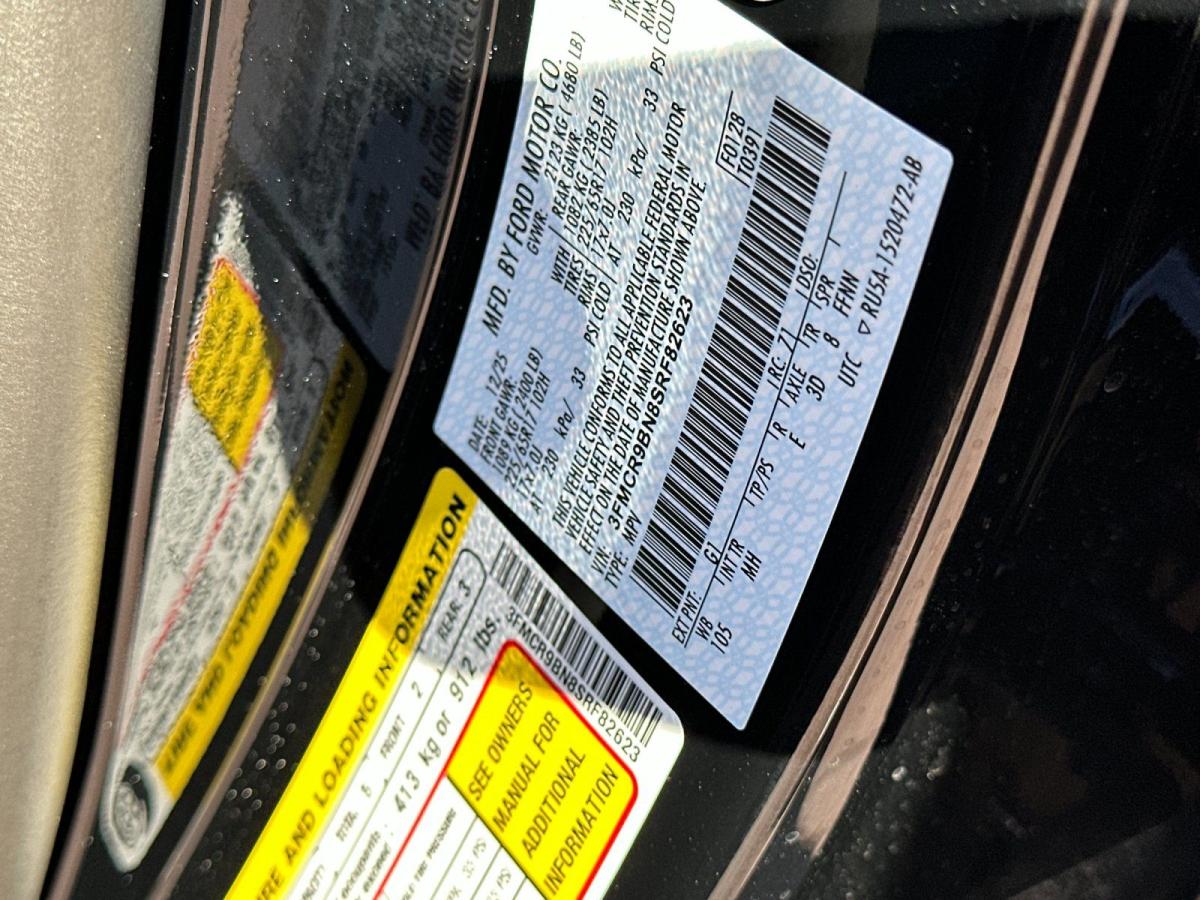 MFD. BY FORD MOTOR CO.
DATE: 12/25 GVWR: 2123 KG ( 4680 LB)
FRONT GAWR: WITH REAR GAWR:
1089 KG ( 2400 LB) 1082 KG ( 2385 LB)
225/65R17 102H TIRES 225/65R17 102H
17x7.0J RIMS 17x7.0J
AT 230 kPa/ 33 PSI COLD AT 230 kPa/ 33 PSI COLD
THIS VEHICLE CONFORMS TO ALL APPLICABLE FEDERAL MOTOR
VEHICLE SAFETY AND THEFT PREVENTION STANDARDS IN
EFFECT ON THE DATE OF MANUFACTURE SHOWN ABOVE
VIN: 3FMCR9BN8SRF82623
TYPE: MPV
F0128
T0391
EXT PNT: G1 RC: 71 DSO:
WB INT TR TP/PS R AXLE TR SPR
105 MH E 3D 8 FFNN
UTC ▽ RU5A-1520472-AB
AND LOADING INFORMATION
TOTAL 5 FRONT 2 REAR 3
413 kg or 912 lbs.
3FMCR9BN8SRF82623
SEE OWNERS
MANUAL FOR
ADDITIONAL
INFORMATION